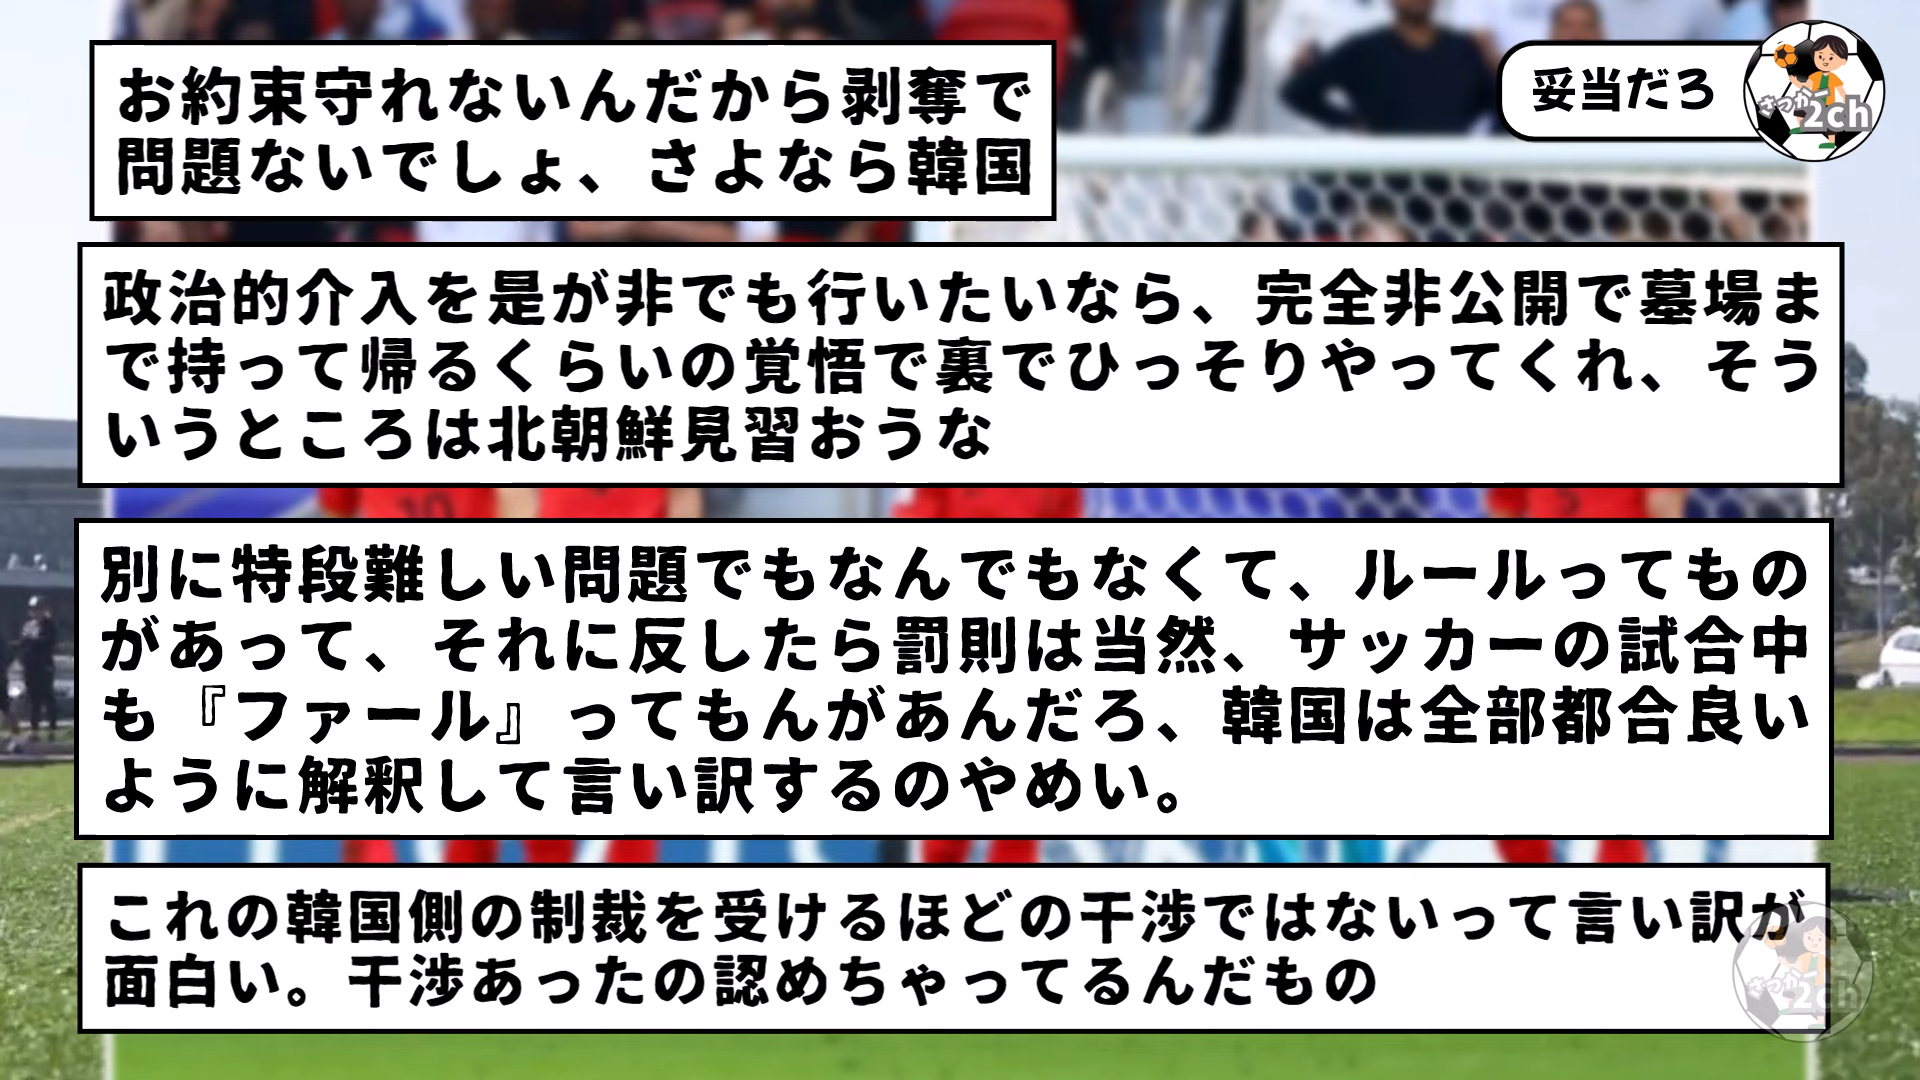 お約束守れないんだから剥奪で
問題ないでしょ、さよなら韓国
妥当だろ
さっかー
2ch
政治的介入を是が非でも行いたいなら、完全非公開で墓場ま
で持って帰るくらいの覚悟で裏でひっそりやってくれ、そう
いうところは北朝鮮見習おうな
10
別に特段難しい問題でもなんでもなくて、ルールってもの
があって、それに反したら罰則は当然、サッカーの試合中
も『ファール』ってもんがあんだろ、韓国は全部都合良い
ように解釈して言い訳するのやめい。
これの韓国側の制裁を受けるほどの干渉ではないって言い訳が
面白い。干渉あったの認めちゃってるんだもの
さっかー
2ch